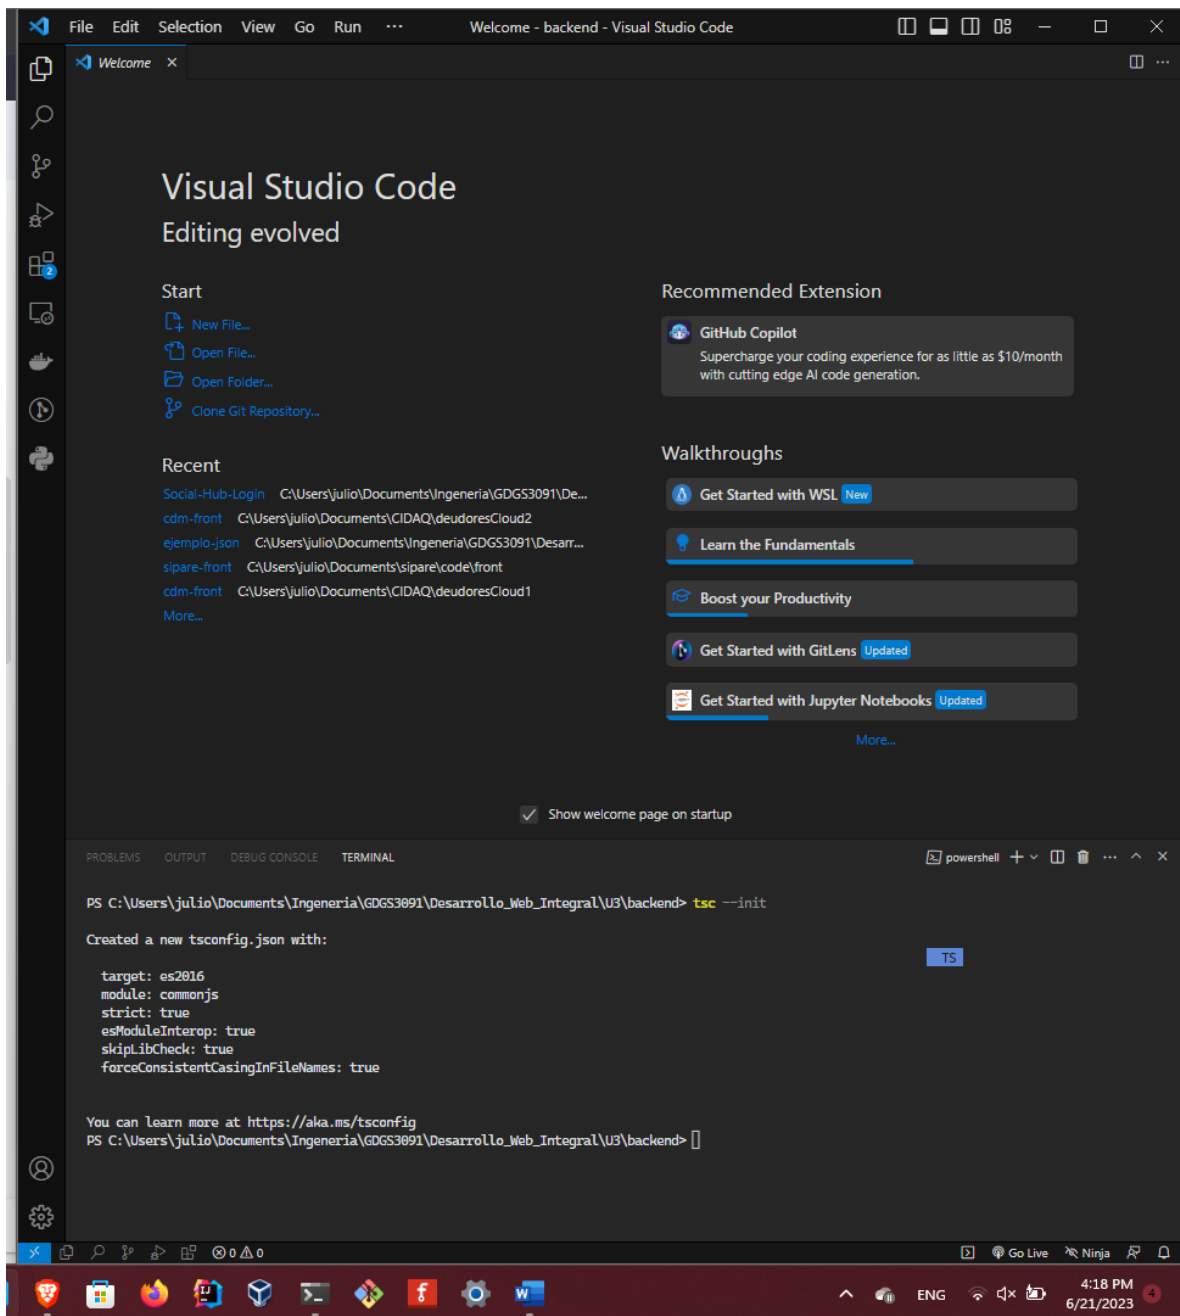 File Edit Selection View Go Run ··· Welcome - backend - Visual Studio Code
Welcome
Visual Studio Code
Editing evolved
Start
New File...
Open File...
Open Folder...
Clone Git Repository...
Recent
Social-Hub-Login C:\Users\julio\Documents\Ingeneria\GDGS3091\De...
cdm-front C:\Users\julio\Documents\CIDAQ\deudoresCloud2
ejemplo-json C:\Users\julio\Documents\Ingeneria\GDGS3091\Desarr...
sipare-front C:\Users\julio\Documents\sipare\code\front
cdm-front C:\Users\julio\Documents\CIDAQ\deudoresCloud1
More...
Recommended Extension
GitHub Copilot
Supercharge your coding experience for as little as $10/month
with cutting edge AI code generation.
Walkthroughs
Get Started with WSL New
Learn the Fundamentals
Boost your Productivity
Get Started with GitLens Updated
Get Started with Jupyter Notebooks Updated
More...
Show welcome page on startup
PROBLEMS OUTPUT DEBUG CONSOLE TERMINAL
powershell
PS C:\Users\julio\Documents\Ingeneria\GDGS3091\Desarrollo_Web_Integral\U3\backend> tsc --init
Created a new tsconfig.json with:
TS
target: es2016
module: commonjs
strict: true
esModuleInterop: true
skipLibCheck: true
forceConsistentCasingInFileNames: true
You can learn more at https://aka.ms/tsconfig
PS C:\Users\julio\Documents\Ingeneria\GDGS3091\Desarrollo_Web_Integral\U3\backend>
2
0 0
Go Live Ninja
ENG
4:18 PM
6/21/2023
4